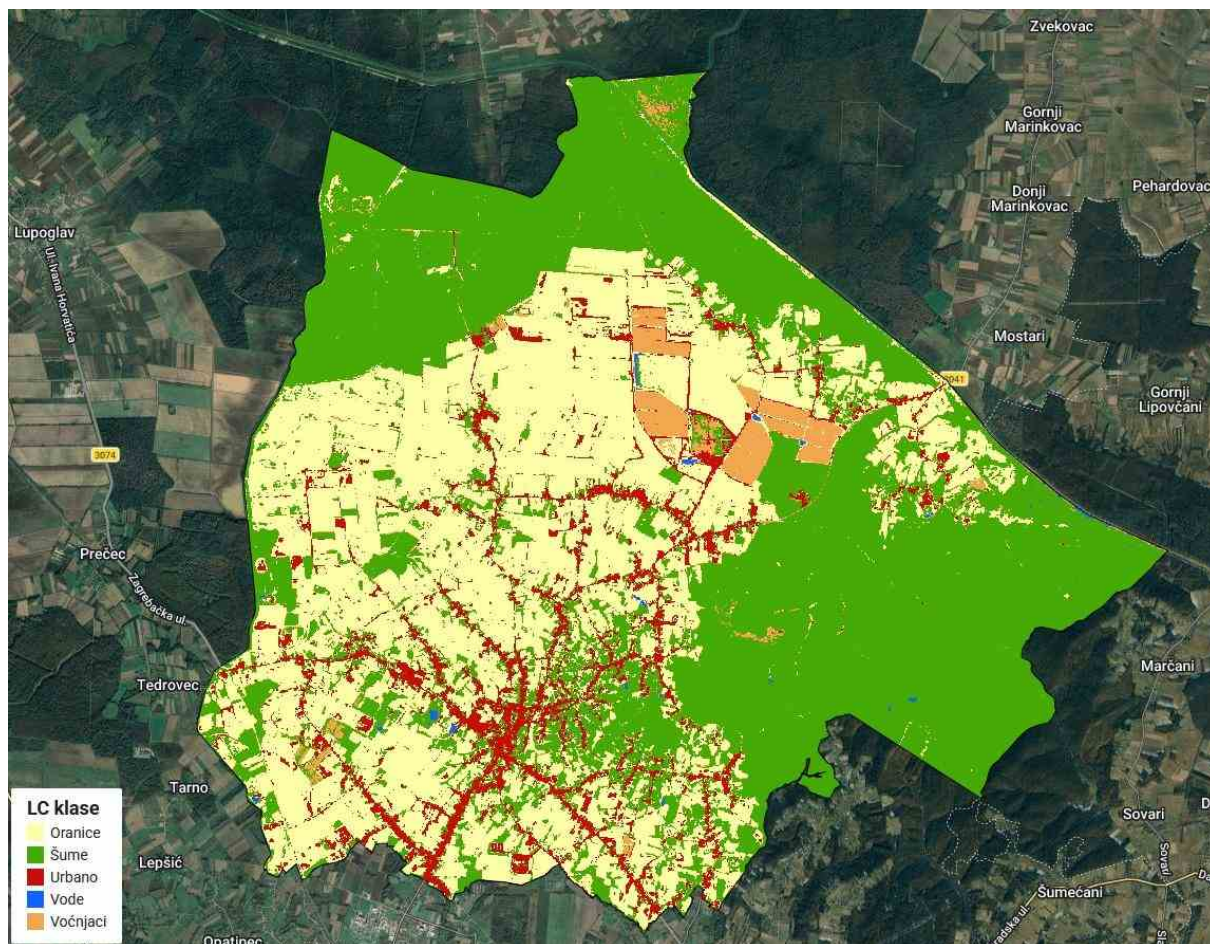 Zvekovac
Gornji
Marinkovac
Donji
Marinkovac
Pehardovac
Lupoglav
Ul. Ivana Horvatića
Mostari
3041
Gornji
Lipovčani
3074
Prečec
Zagrebačka ul.
Tedrovec
Marčani
Tarno
Sovari
LC klase
Oranice
Šume
Urbano
Vode
Voćnjaci
Lepšić
Šumećani
Opatinec